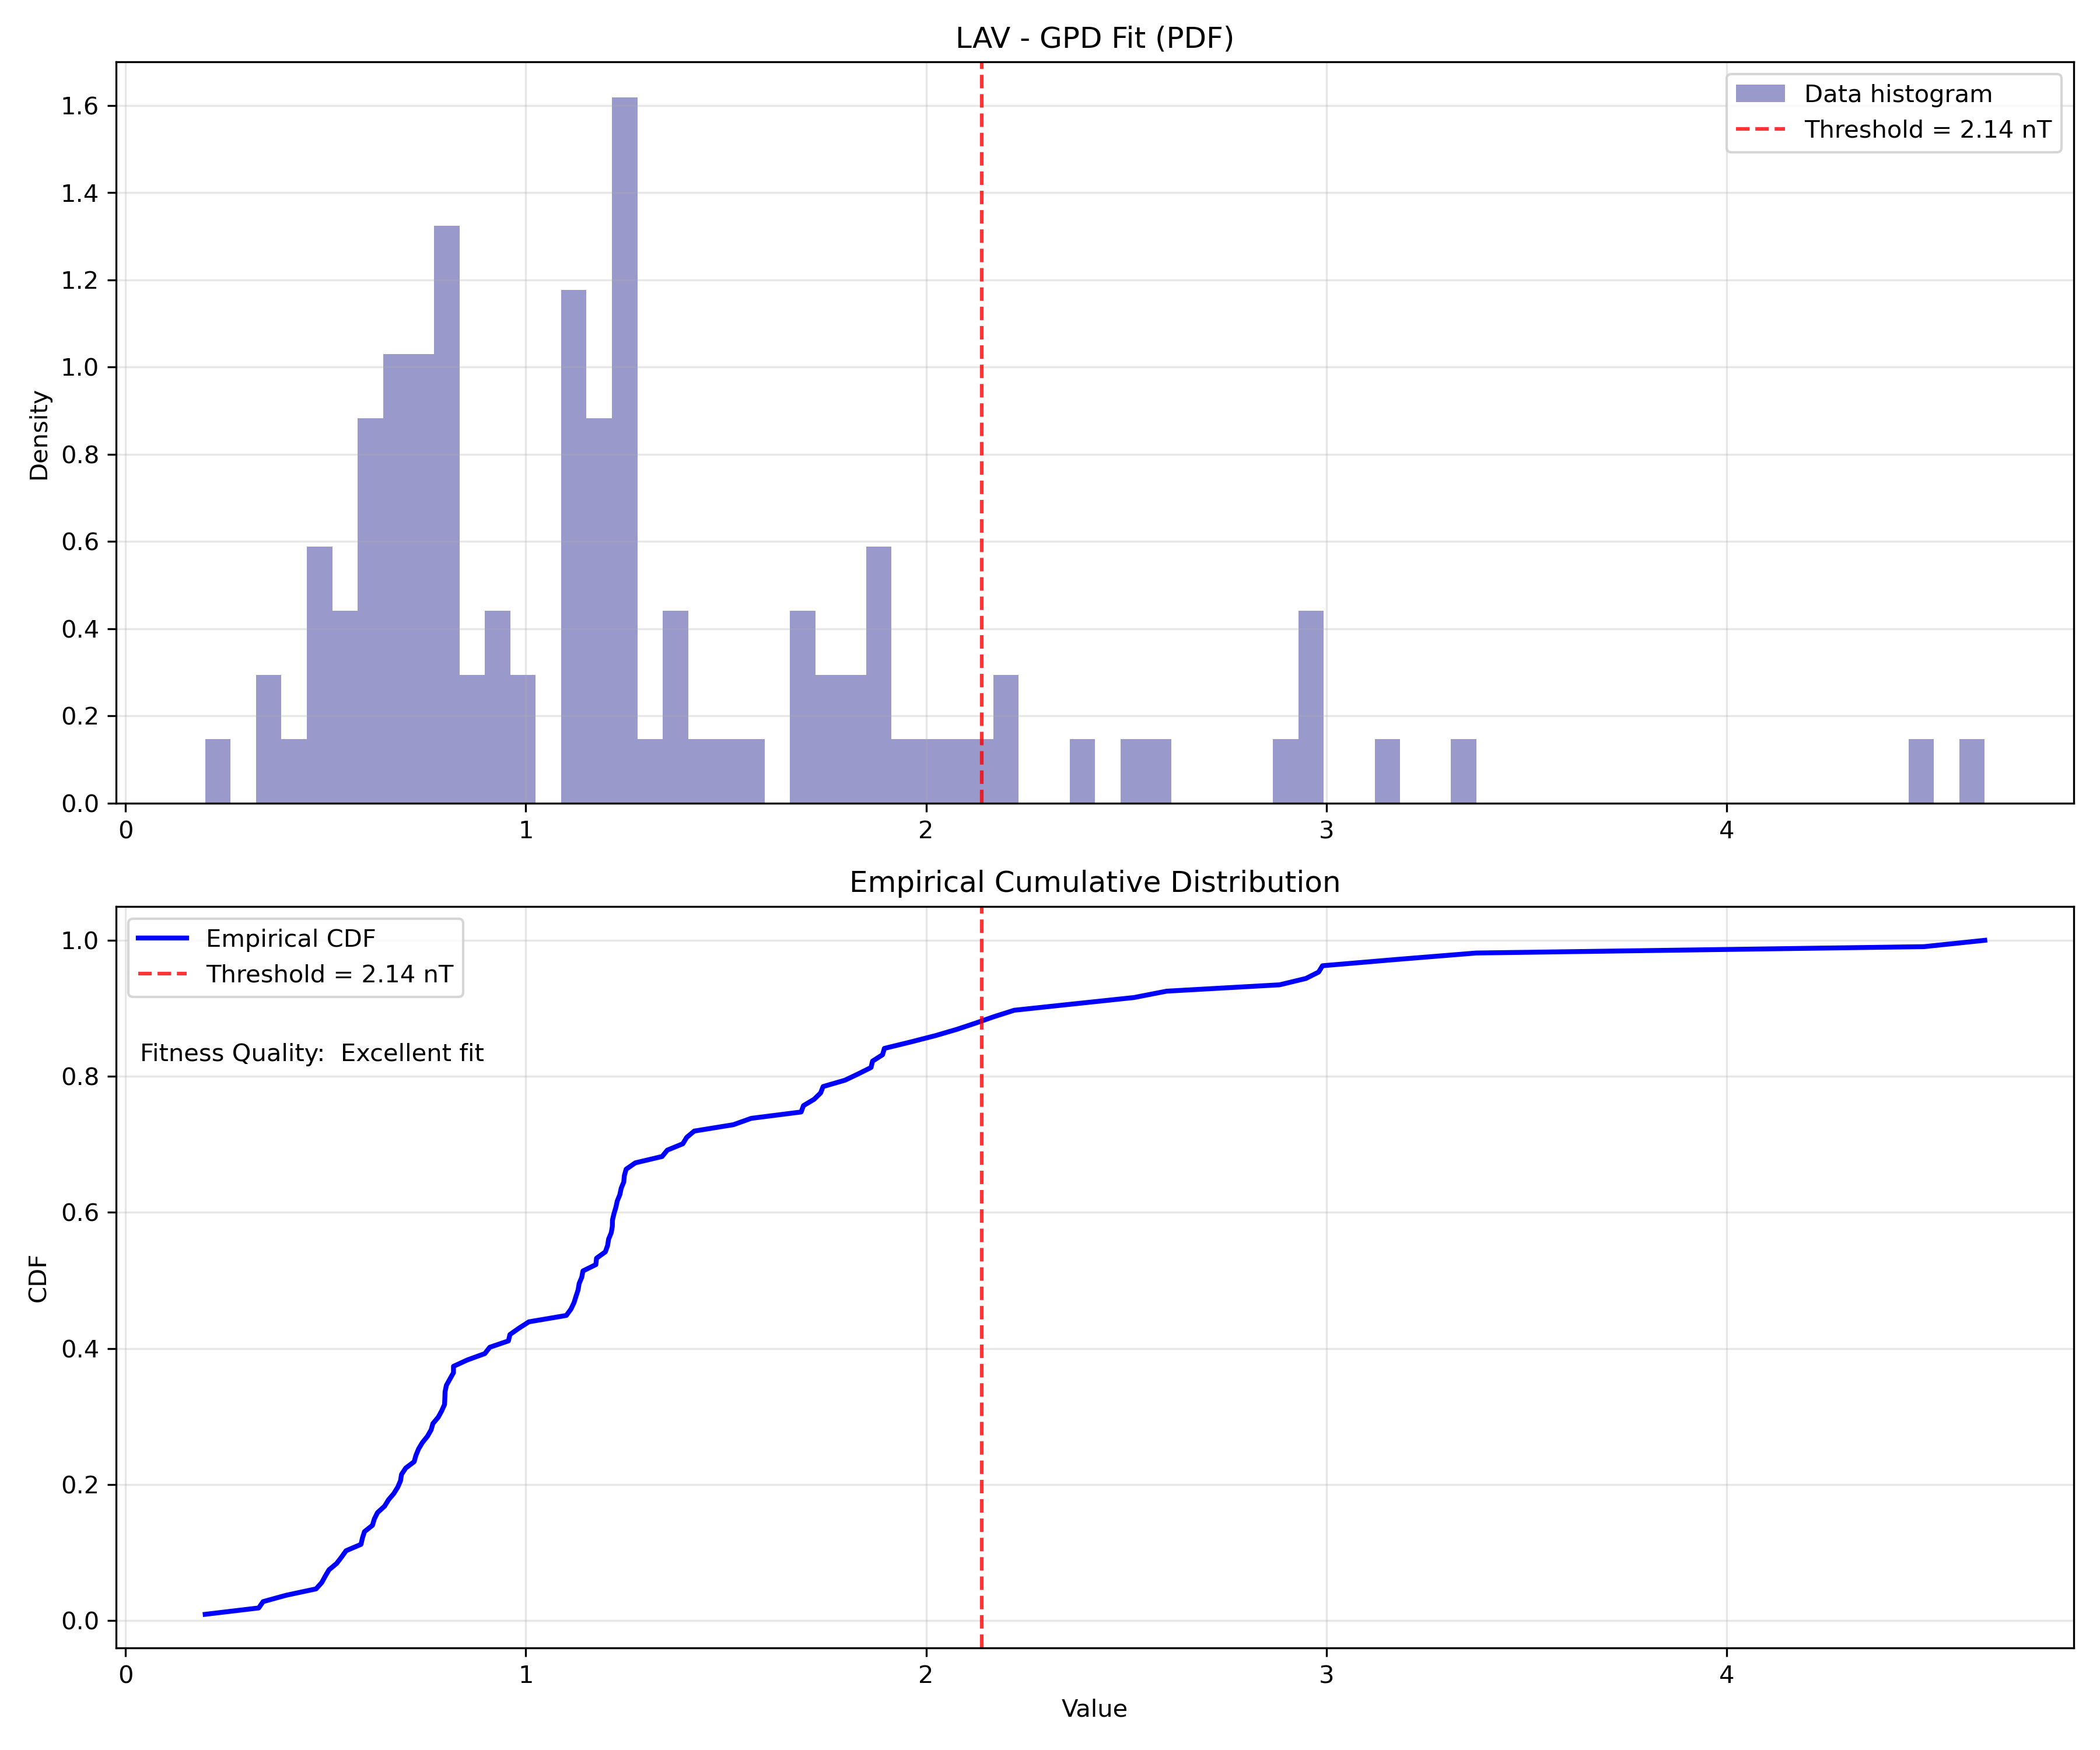 LAV - GPD Fit (PDF)
Density
1.6
1.4
1.2
1.0
0.8
0.6
0.4
0.2
0.0
Data histogram
Threshold = 2.14 nT
0 1 2 3 4
Empirical Cumulative Distribution
CDF
1.0
0.8
0.6
0.4
0.2
0.0
Empirical CDF
Threshold = 2.14 nT
Fitness Quality: Excellent fit
0 1 2 3 4
Value